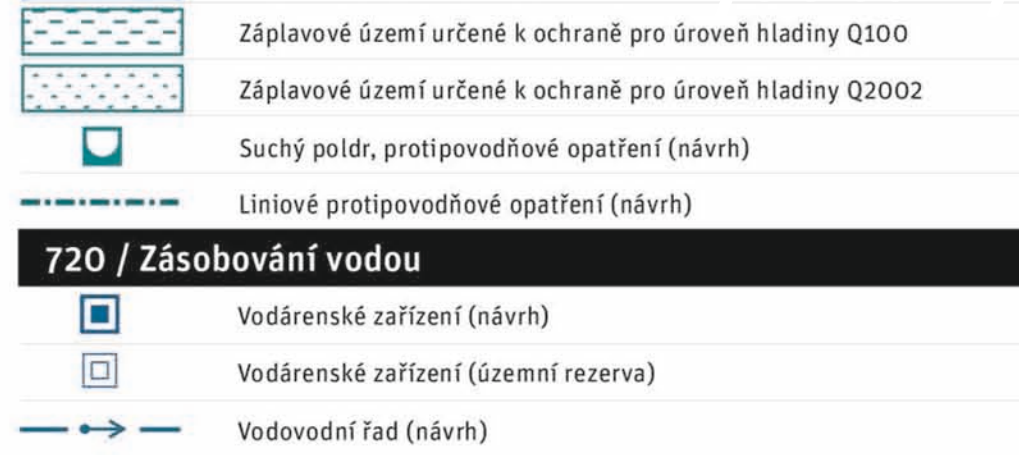 Záplavové území určené k ochraně pro úroveň hladiny Q100
Záplavové území určené k ochraně pro úroveň hladiny Q2002
Suchý poldr, protipovodňové opatření (návrh)
Liniové protipovodňové opatření (návrh)
720 / Zásobování vodou
Vodárenské zařízení (návrh)
Vodárenské zařízení (územní rezerva)
Vodovodní řad (návrh)